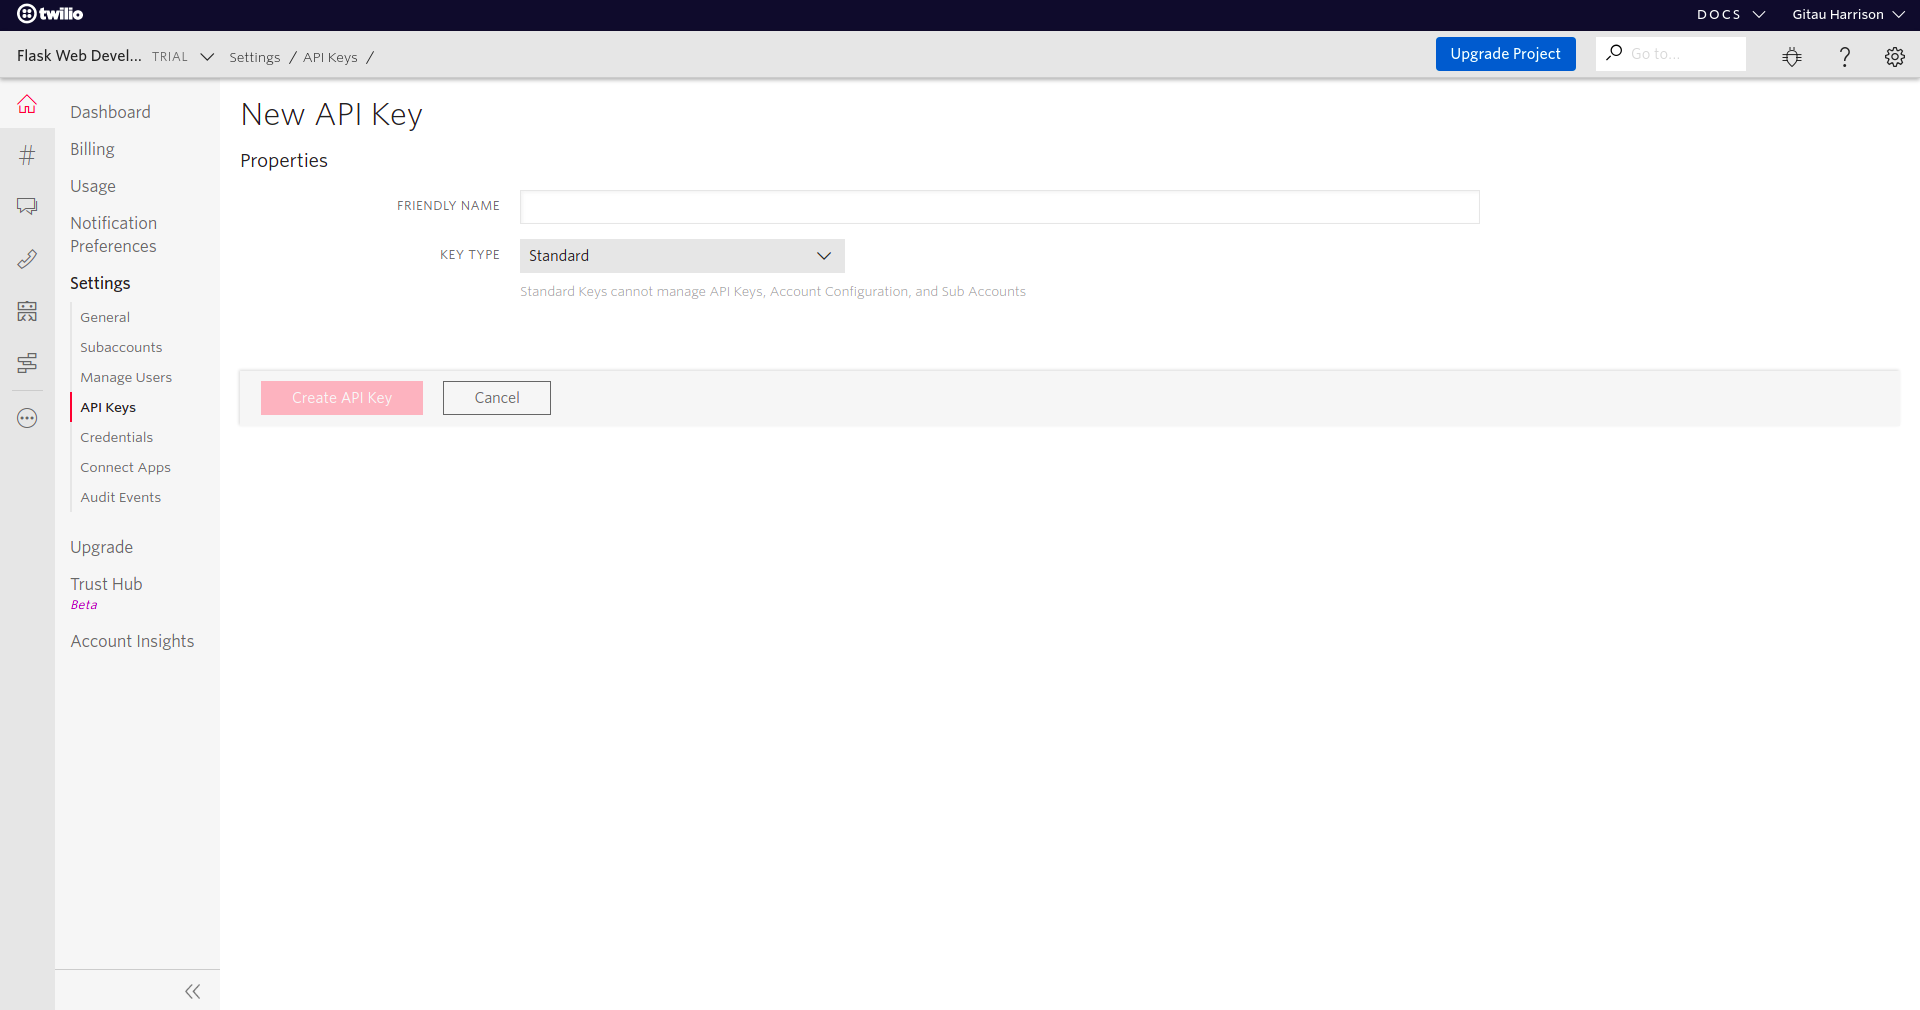 twilio
DOCS
Gitau Harrison
Flask Web Devel... TRIAL
Settings / API Keys /
Upgrade Project
Go to...
Dashboard
Billing
Usage
Notification
Preferences
Settings
General
Subaccounts
Manage Users
API Keys
Credentials
Connect Apps
Audit Events
Upgrade
Trust Hub
Beta
Account Insights
New API Key
Properties
FRIENDLY NAME
KEY TYPE
Standard
Standard Keys cannot manage API Keys, Account Configuration, and Sub Accounts
Create API Key
Cancel